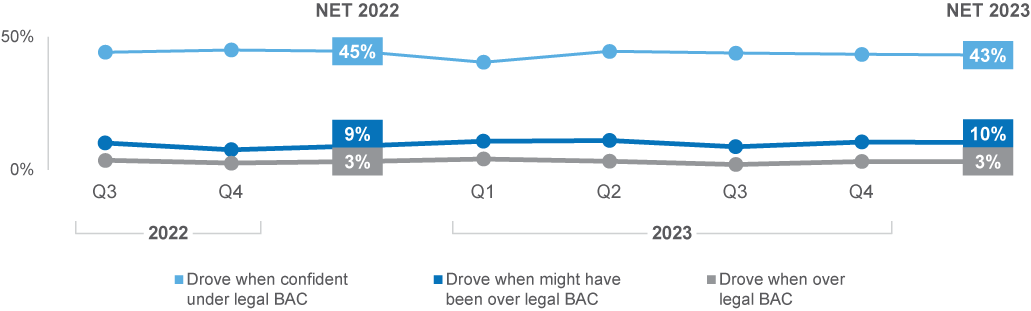 NET 2022
NET 2023
50%
45%
43%
9%
10%
3%
3%
0%
Q3
Q4
Q1
Q2
Q3
Q4
2022
2023
Drove when confident
under legal BAC
Drove when might have
been over legal BAC
Drove when over
legal BAC